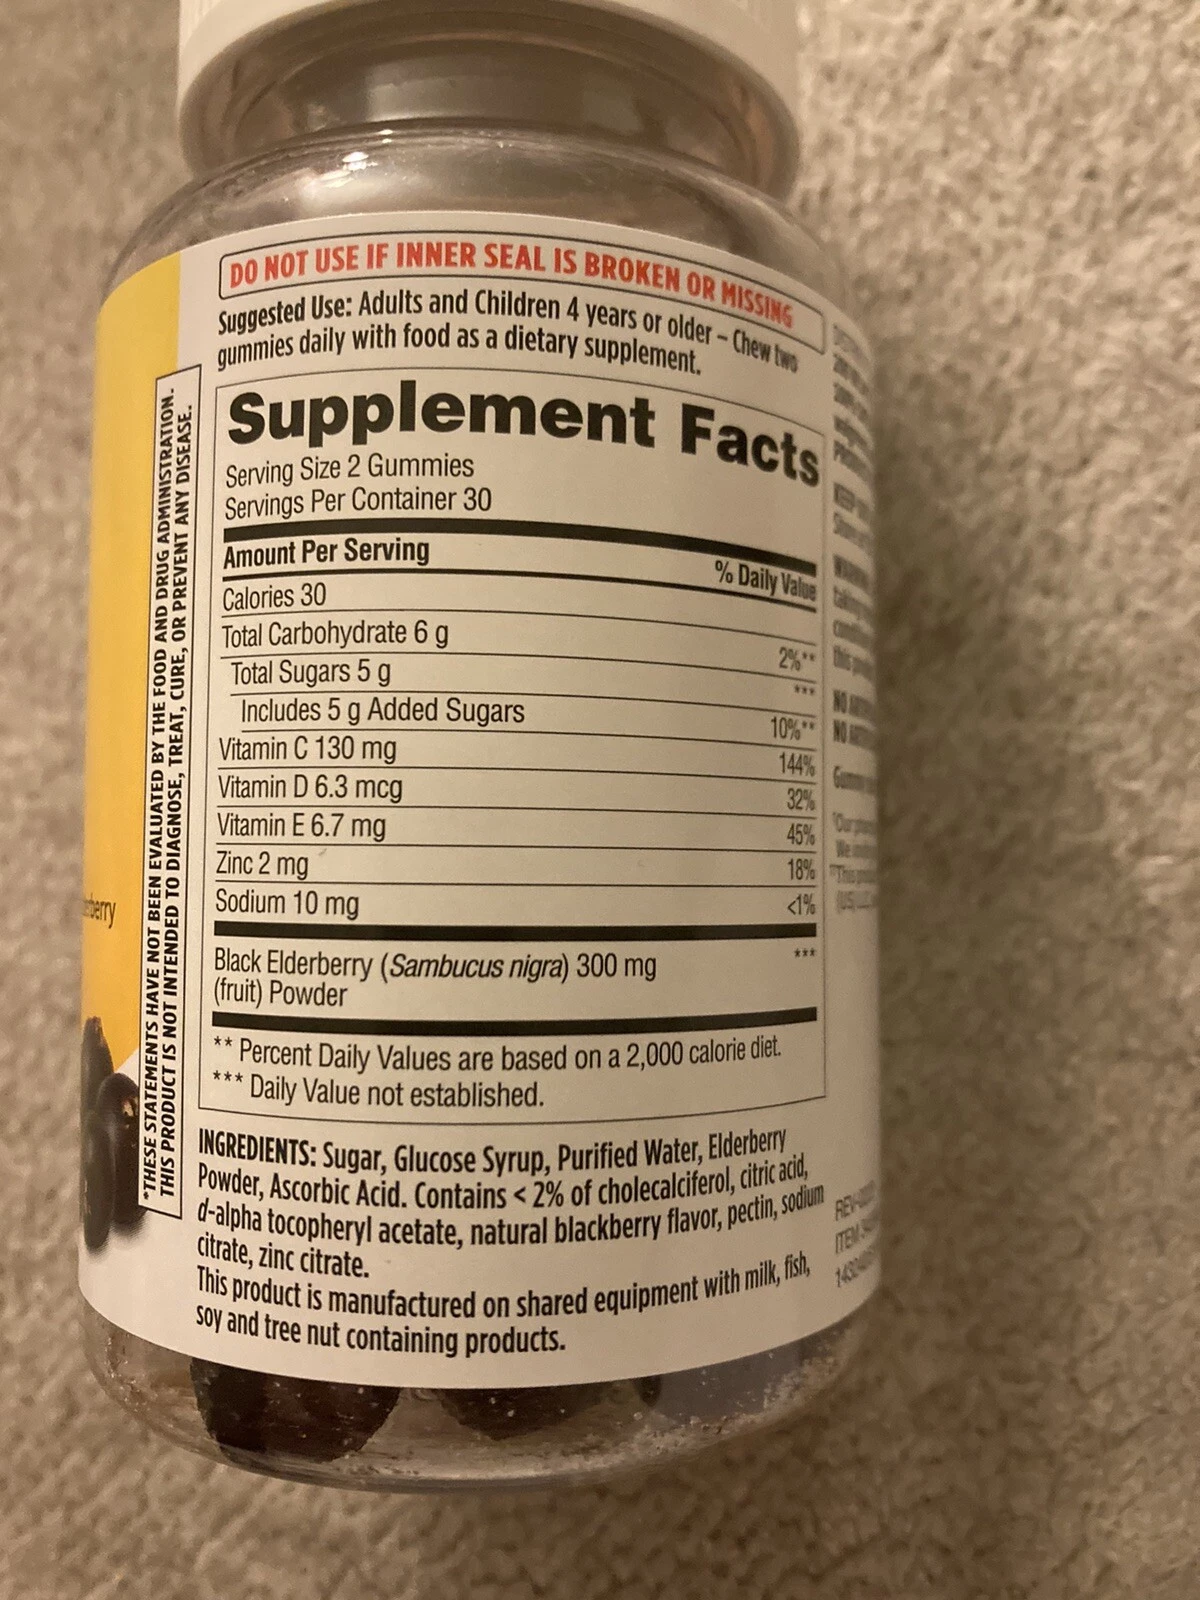 DO NOT USE IF INNER SEAL IS BROKEN OR MISSING
Suggested Use: Adults and Children 4 years or older – Chew two
gummies daily with food as a dietary supplement.
Supplement Facts
Serving Size 2 Gummies
Servings Per Container 30
Amount Per Serving % Daily Value
Calories 30
Total Carbohydrate 6 g 2%**
Total Sugars 5 g ***
Includes 5 g Added Sugars 10%**
Vitamin C 130 mg 144%
Vitamin D 6.3 mcg 32%
Vitamin E 6.7 mg 45%
Zinc 2 mg 18%
Sodium 10 mg <1%
Black Elderberry (Sambucus nigra) 300 mg ***
(fruit) Powder
** Percent Daily Values are based on a 2,000 calorie diet.
*** Daily Value not established.
INGREDIENTS: Sugar, Glucose Syrup, Purified Water, Elderberry
Powder, Ascorbic Acid. Contains < 2% of cholecalciferol, citric acid,
d-alpha tocopheryl acetate, natural blackberry flavor, pectin, sodium
citrate, zinc citrate.
This product is manufactured on shared equipment with milk, fish,
soy and tree nut containing products.
*THESE STATEMENTS HAVE NOT BEEN EVALUATED BY THE FOOD AND DRUG ADMINISTRATION.
THIS PRODUCT IS NOT INTENDED TO DIAGNOSE, TREAT, CURE, OR PREVENT ANY DISEASE.